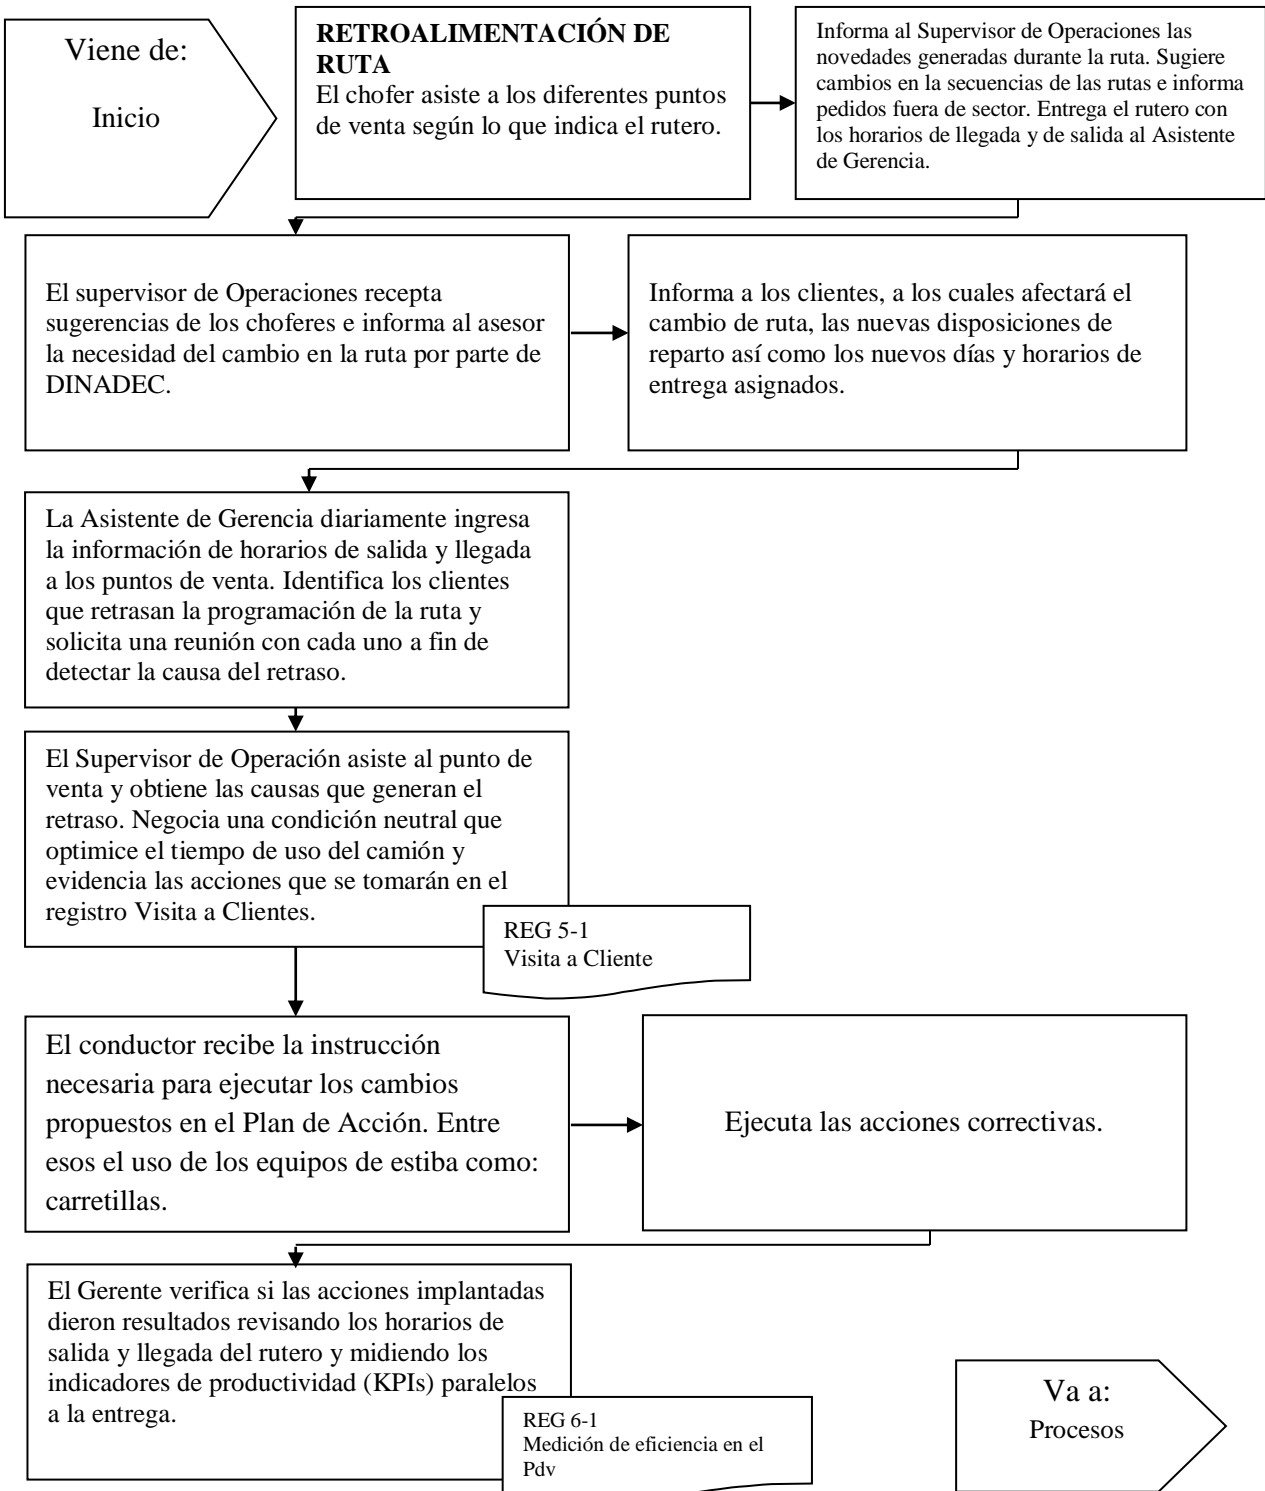 Viene de:
Inicio
RETROALIMENTACIÓN DE
RUTA
El chofer asiste a los diferentes puntos
de venta según lo que indica el rutero.
Informa al Supervisor de Operaciones las
novedades generadas durante la ruta. Sugiere
cambios en la secuencias de las rutas e informa
pedidos fuera de sector. Entrega el rutero con
los horarios de llegada y de salida al Asistente
de Gerencia.
El supervisor de Operaciones recepta
sugerencias de los choferes e informa al asesor
la necesidad del cambio en la ruta por parte de
DINADEC.
Informa a los clientes, a los cuales afectará el
cambio de ruta, las nuevas disposiciones de
reparto así como los nuevos días y horarios de
entrega asignados.
La Asistente de Gerencia diariamente ingresa
la información de horarios de salida y llegada
a los puntos de venta. Identifica los clientes
que retrasan la programación de la ruta y
solicita una reunión con cada uno a fin de
detectar la causa del retraso.
El Supervisor de Operación asiste al punto de
venta y obtiene las causas que generan el
retraso. Negocia una condición neutral que
optimice el tiempo de uso del camión y
evidencia las acciones que se tomarán en el
registro Visita a Clientes.
REG 5-1
Visita a Cliente
El conductor recibe la instrucción
necesaria para ejecutar los cambios
propuestos en el Plan de Acción. Entre
esos el uso de los equipos de estiba como:
carretillas.
Ejecuta las acciones correctivas.
El Gerente verifica si las acciones implantadas
dieron resultados revisando los horarios de
salida y llegada del rutero y midiendo los
indicadores de productividad (KPIs) paralelos
a la entrega.
REG 6-1
Medición de eficiencia en el
Pdv
Va a:
Procesos